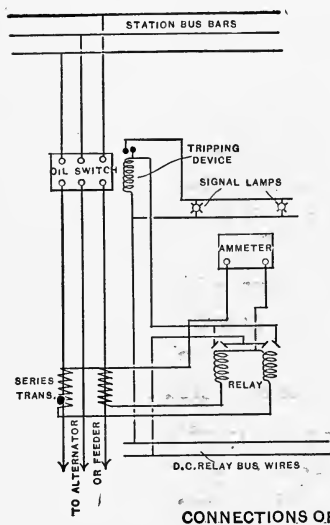 STATION BUS BARS
OIL SWITCH
TRIPPING
DEVICE
SIGNAL LAMPS
AMMETER
SERIES
TRANS.
RELAY
TO ALTERNATOR
OR FEEDER
D.C. RELAY BUS WIRES
CONNECTIONS OF